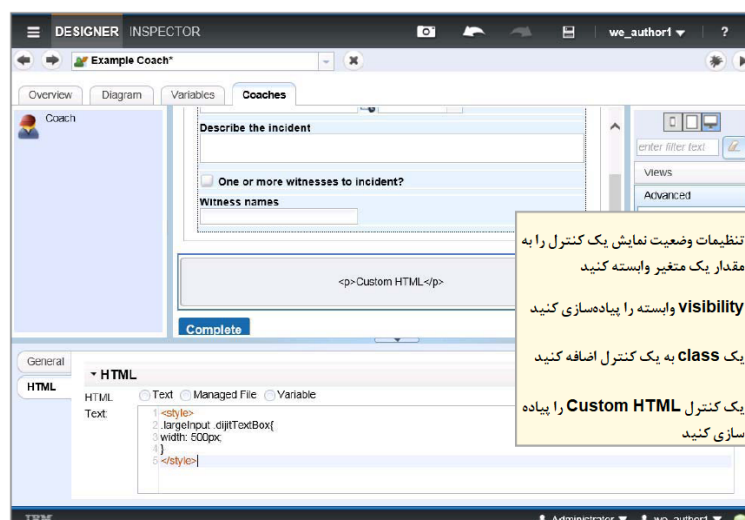 DESIGNER INSPECTOR we_author1 ?
Example Coach*
Overview Diagram Variables Coaches
Coach
Describe the incident
One or more witnesses to incident?
Witness names
enter filter text
Views
Advanced
تنظیمات وضعیت نمایش یک کنترل را به
مقدار یک متغیر وابسته کنید
visibility وابسته را پیاده‌سازی کنید
یک class به یک کنترل اضافه کنید
یک کنترل Custom HTML را پیاده
سازی کنید
<p>Custom HTML</p>
Complete
General
HTML
HTML
HTML Text Managed File Variable
Text:
1 <style>
2 .largeInput .dijitTextBox{
3 width: 500px;
4 }
5 </style>
IBM Administrator we_author1